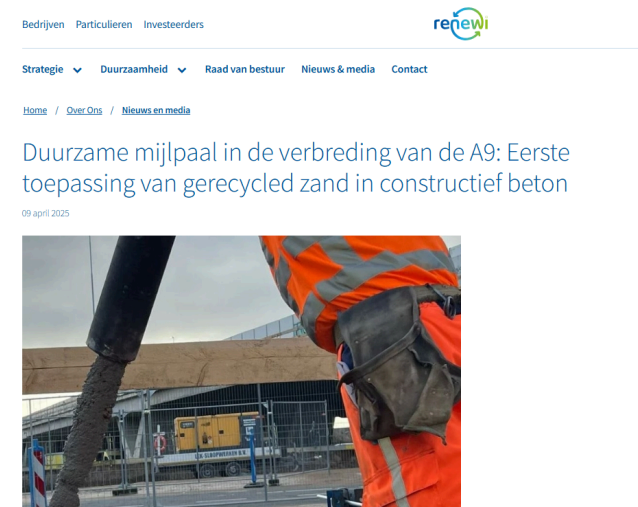 Bedrijven Particulieren Investeerders
renewi
Strategie Duurzaamheid Raad van bestuur Nieuws & media Contact
Home / Over Ons / Nieuws en media
Duurzame mijlpaal in de verbreding van de A9: Eerste
toepassing van gerecycled zand in constructief beton
09 april 2025
SLOOPWERKEN B.V.